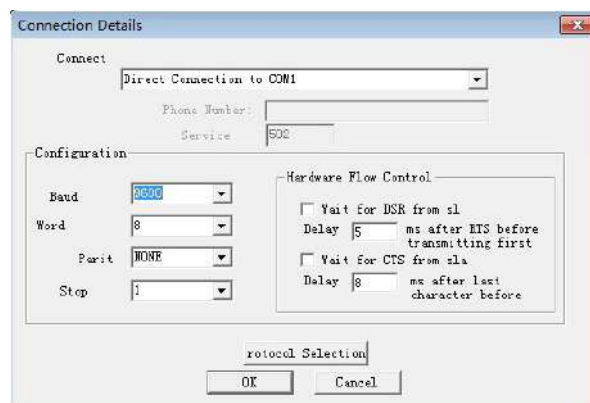 Connection Details
Connect
Direct Connection to COM1
Phone Number:
Service
502
Configuration
Baud
9600
Word
8
Parit
NONE
Stop
1
Hardware Flow Control
Wait for DSR from sl
Delay 5 ms after RTS before
transmitting first
Wait for CTS from sla
Delay 8 ms after last
character before
rotocol Selection
OK Cancel